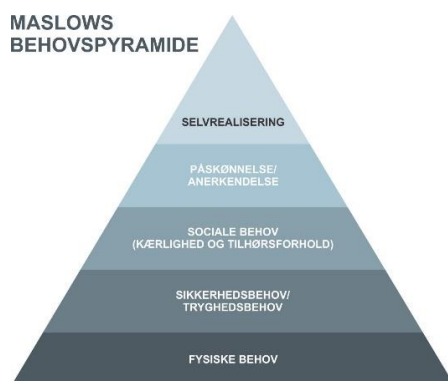 MASLOWS
BEHOVSPYRAMIDE
SELVREALISERING
PÅSKØNNELSE/
ANERKENDELSE
SOCIALE BEHOV
(KÆRLIGHED OG TILHØRSFORHOLD)
SIKKERHEDSBEHOV/
TRYGHEDSBEHOV
FYSISKE BEHOV